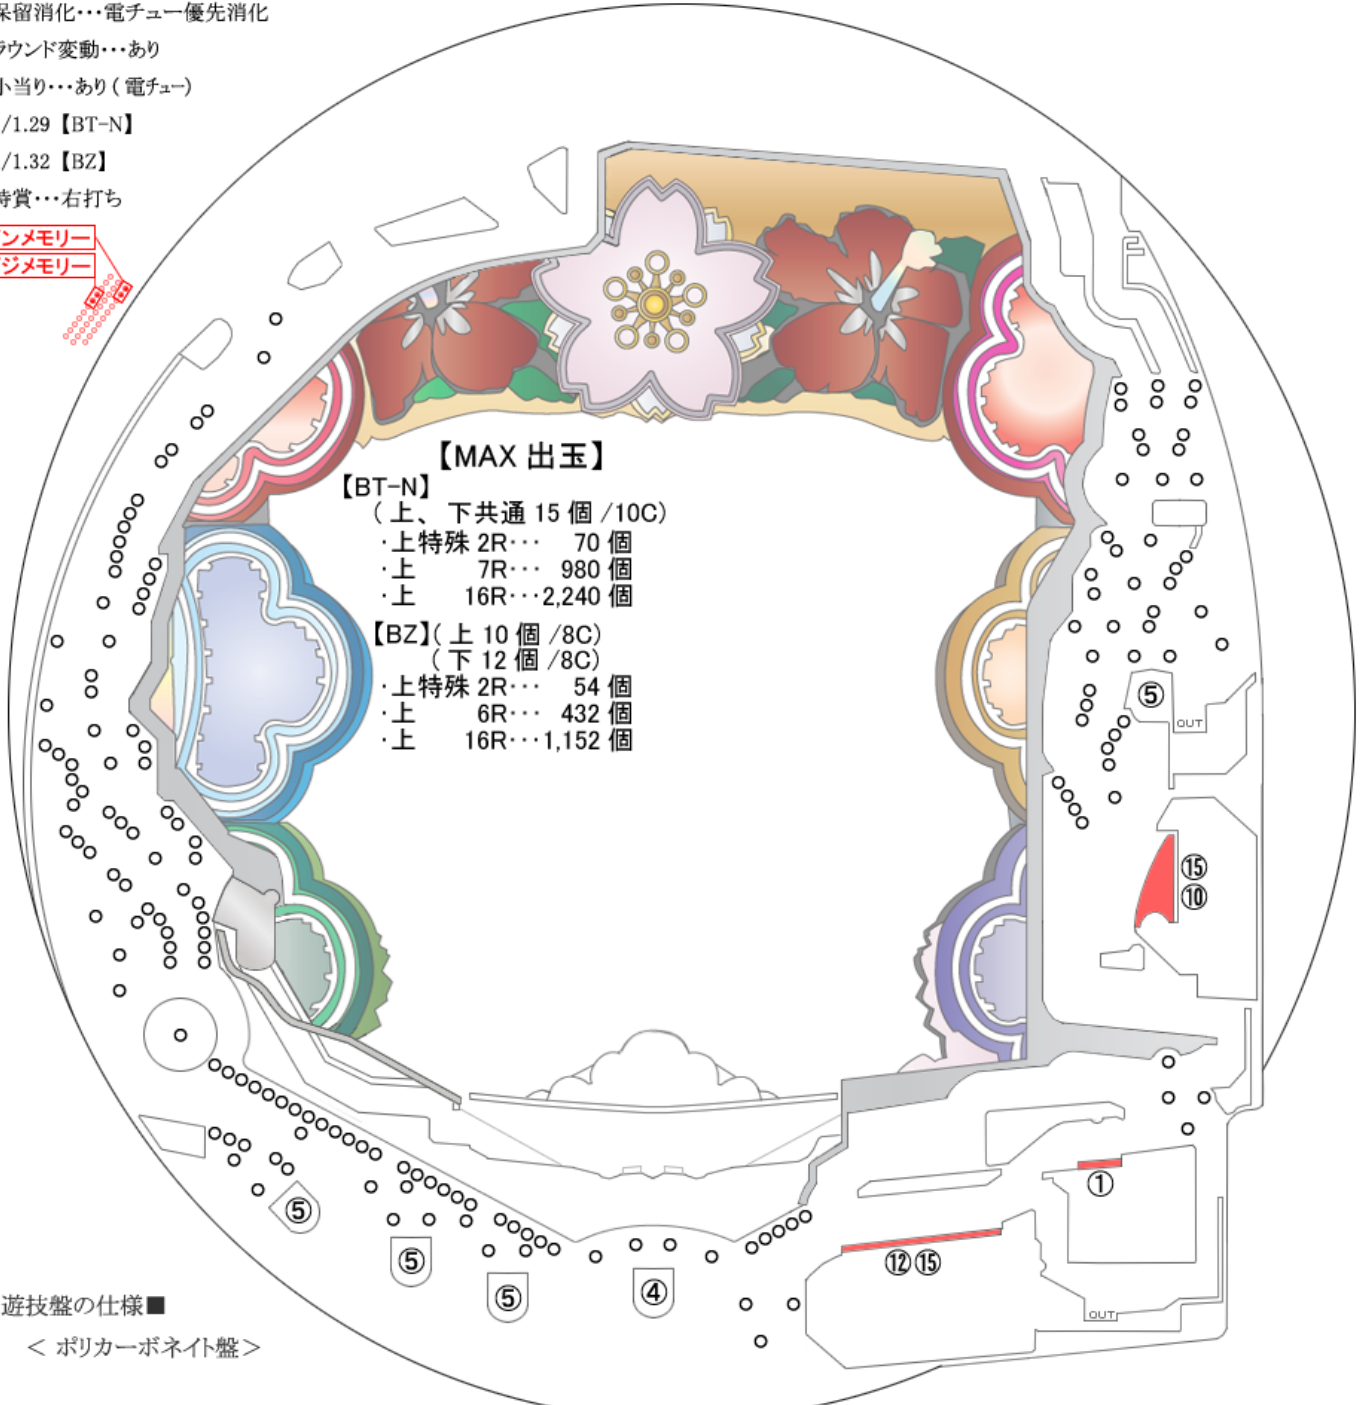 保留消化･･･電チュー優先消化
ラウンド変動･･･あり
小当り･･･あり ( 電チュー)
/1.29【BT-N】
/1.32【BZ】
特賞･･･右打ち
ンメモリー
ジメモリー
【MAX 出玉】
【BT-N】
( 上、 下共通 15 個 /10C)
･上特殊 2R･･･ 70 個
･上 7R･･･ 980 個
･上 16R･･･2,240 個
【BZ】( 上 10 個 /8C)
( 下 12 個 /8C)
･上特殊 2R･･･ 54 個
･上 6R･･･ 432 個
･上 16R･･･1,152 個
⑤
OUT
⑮
⑩
①
⑤
⑤
⑤
④
⑫⑮
OUT
遊技盤の仕様■
＜ ポリカーボネイト盤＞